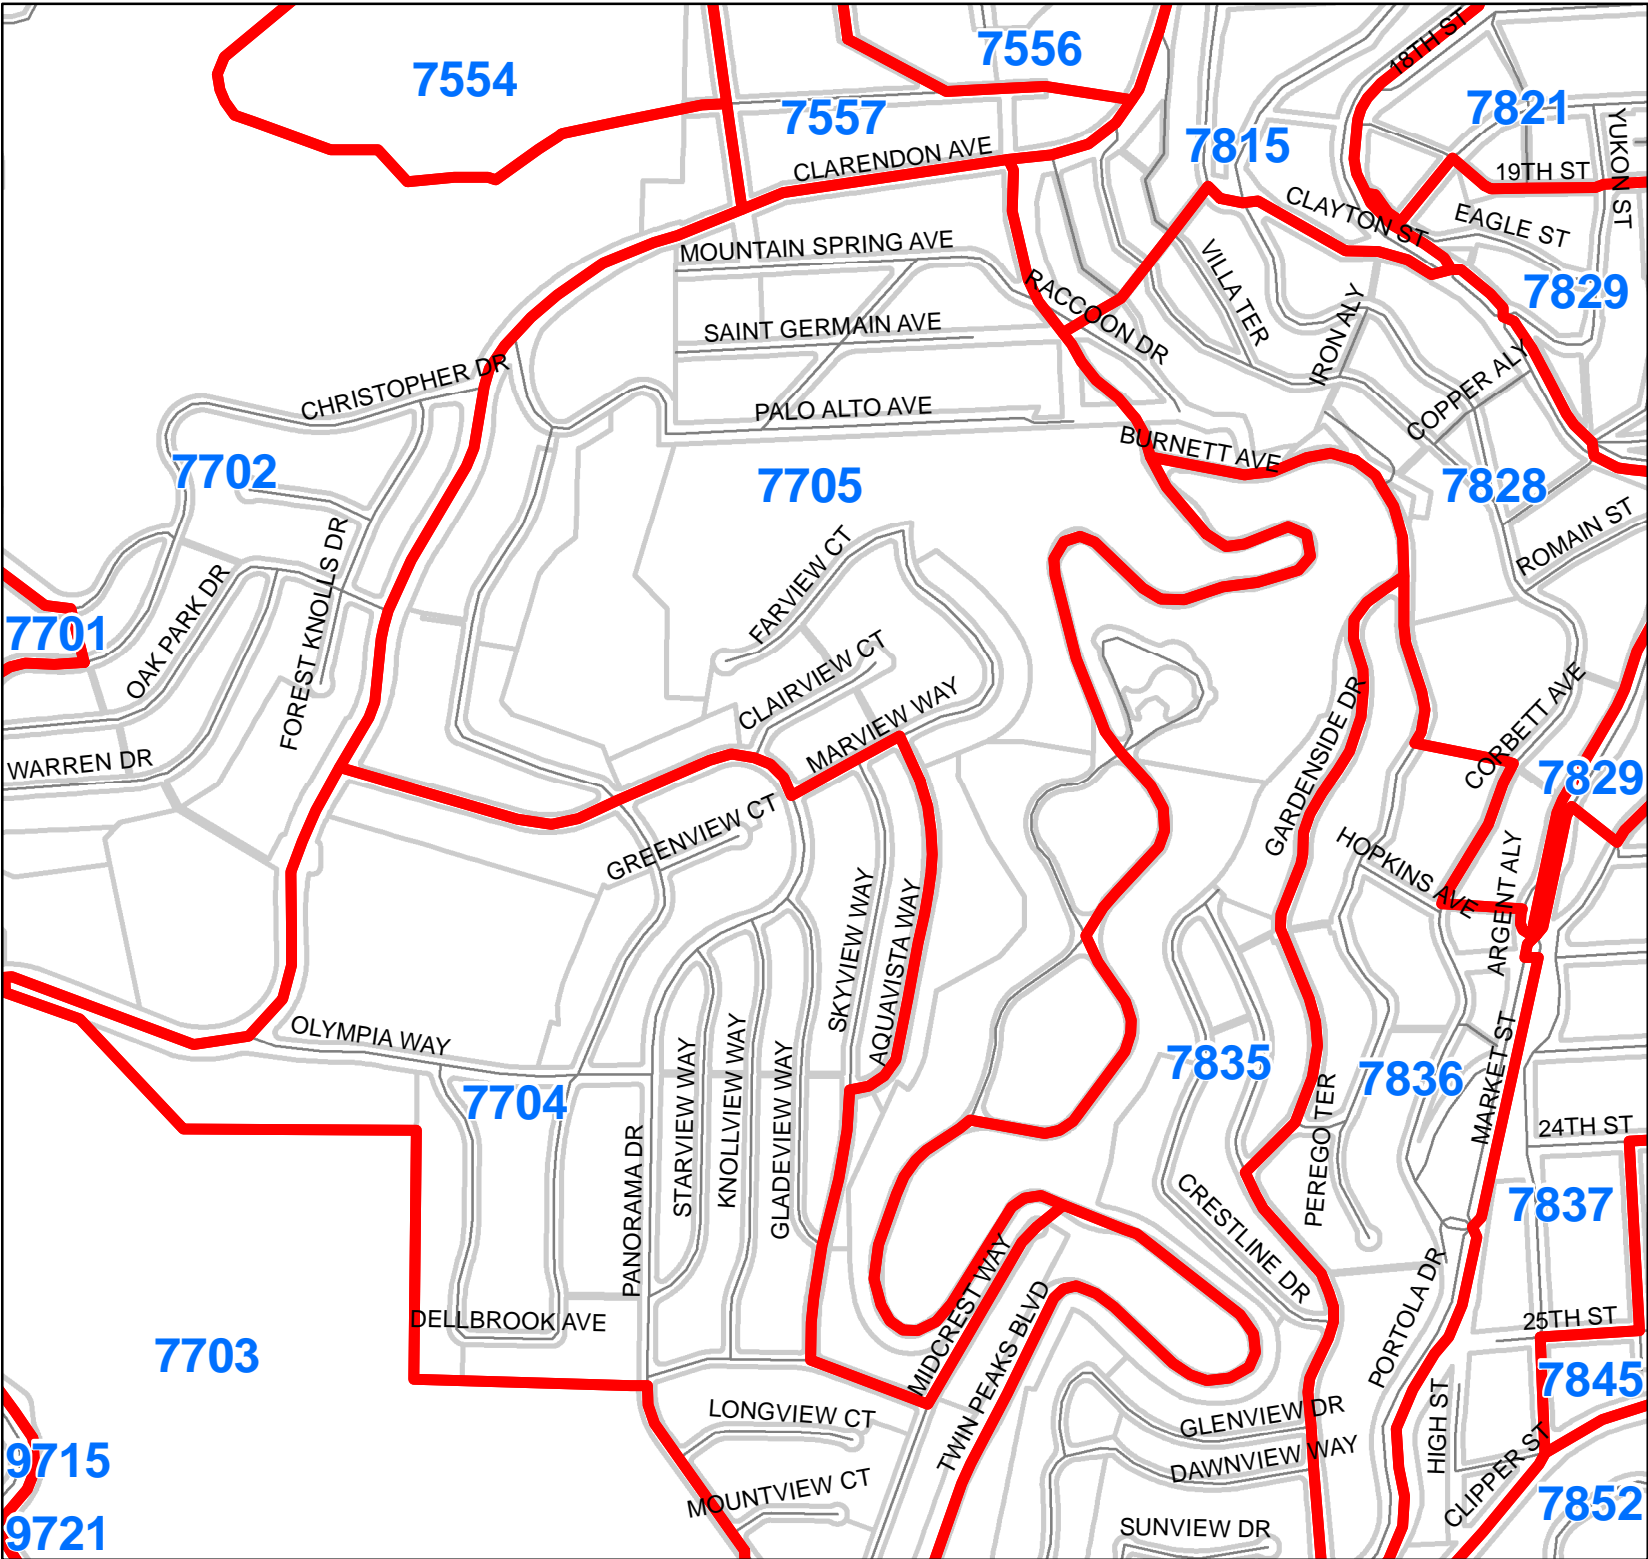 18TH ST
7556
7554
7821
7557
YUKON ST
7815
CLARENDON AVE
19TH ST
CLAYTON ST
EAGLE ST
MOUNTAIN SPRING AVE
VILLA TER
7829
RACCOON DR
SAINT GERMAIN AVE
IRON ALY
CHRISTOPHER DR
COPPER ALY
PALO ALTO AVE
BURNETT AVE
7702
7705
7828
ROMAIN ST
FARVIEW CT
7701
OAK PARK DR
FOREST KNOLLS DR
CLAIRVIEW CT
MARVIEW WAY
GARDENSIDE DR
CORBETT AVE
WARREN DR
7829
GREENVIEW CT
HOPKINS AVE
ARGENT ALY
SKYVIEW WAY
AQUAVISTA WAY
OLYMPIA WAY
7835
7836
MARKET ST
7704
STARVIEW WAY
KNOLLVIEW WAY
GLADEVIEW WAY
PANORAMA DR
PEREGO TER
24TH ST
7837
CRESTLINE DR
MIDCREST WAY
TWIN PEAKS BLVD
PORTOLA DR
DELLBROOK AVE
25TH ST
7703
7845
LONGVIEW CT
GLENVIEW DR
HIGH ST
9715
DAWNVIEW WAY
CLIPPER ST
MOUNTVIEW CT
7852
9721
SUNVIEW DR